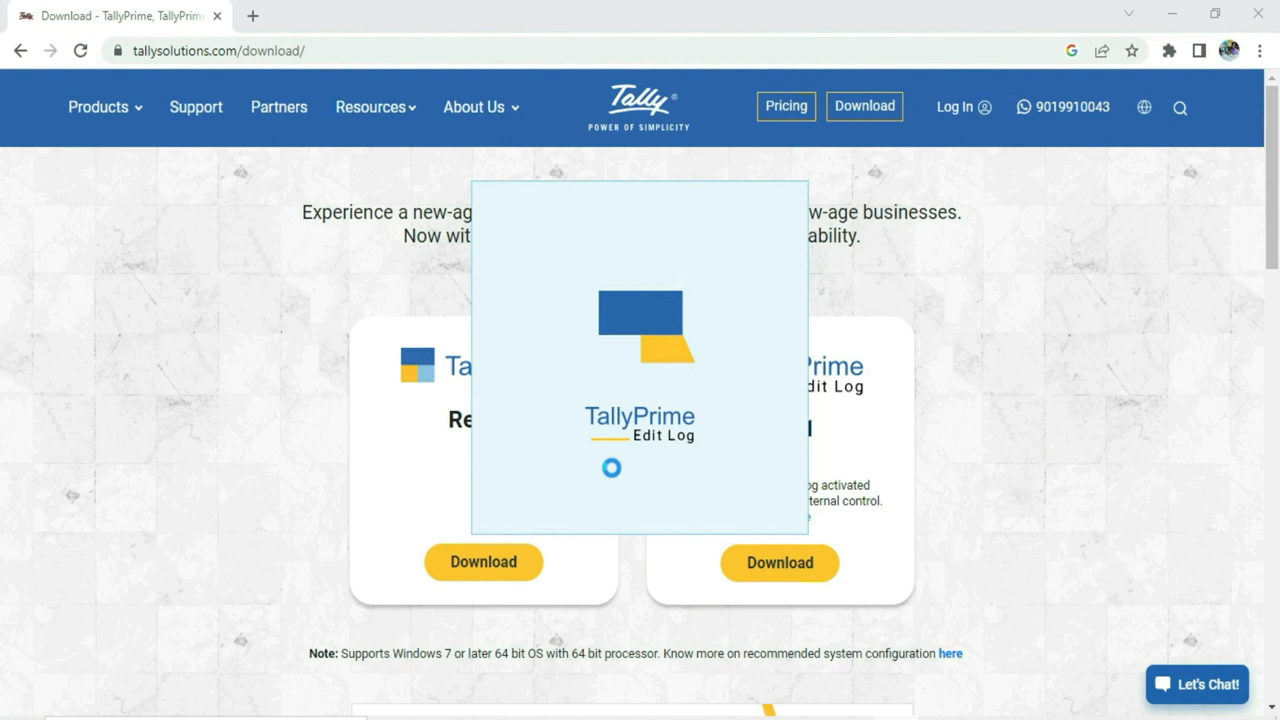 Download - TallyPrime, TallyPrim
tallysolutions.com/download/
Products
Support
Partners
Resources
About Us
Tally
POWER OF SIMPLICITY
Pricing
Download
Log In
9019910043
Experience a new-ag
w-age businesses.
Now wit
ability.
Ta
Prime
dit Log
Re
TallyPrime
Edit Log
og activated
ternal control.
Download
Download
Note: Supports Windows 7 or later 64 bit OS with 64 bit processor. Know more on recommended system configuration here
Let's Chat!